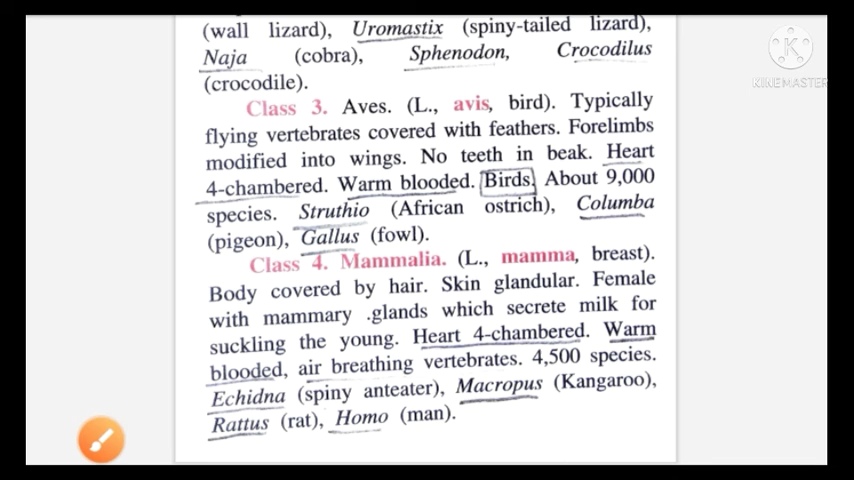 (wall lizard), Uromastix (spiny-tailed lizard),
Naja (cobra), Sphenodon, Crocodilus
(crocodile).
Class 3. Aves. (L., avis, bird). Typically
flying vertebrates covered with feathers. Forelimbs
modified into wings. No teeth in beak. Heart
4-chambered. Warm blooded. Birds. About 9,000
species. Struthio (African ostrich), Columba
(pigeon), Gallus (fowl).
Class 4. Mammalia. (L., mamma, breast).
Body covered by hair. Skin glandular. Female
with mammary .glands which secrete milk for
suckling the young. Heart 4-chambered. Warm
blooded, air breathing vertebrates. 4,500 species.
Echidna (spiny anteater), Macropus (Kangaroo),
Rattus (rat), Homo (man).
K
KINEMASTER